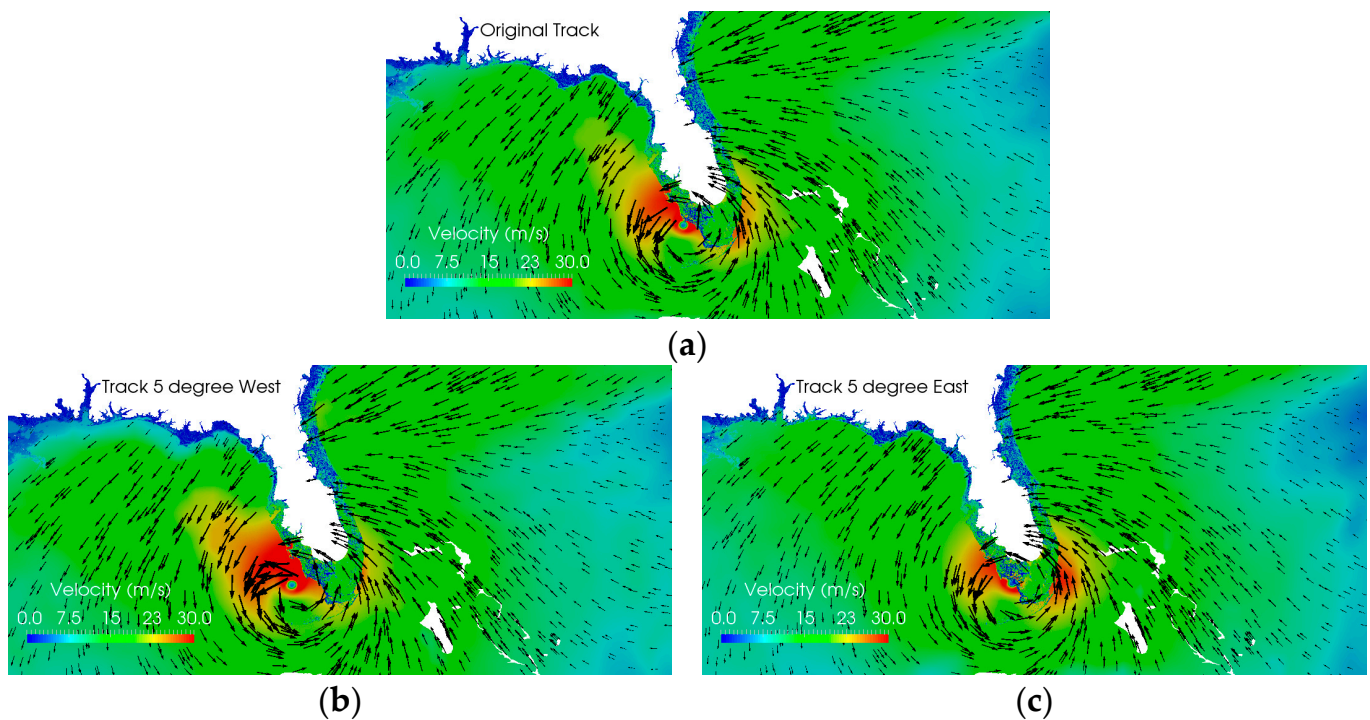 Original Track
Velocity (m/s)
0.0 7.5 15 23 30.0
(a)
Track 5 degree West
Velocity (m/s)
0.0 7.5 15 23 30.0
(b)
Track 5 degree East
Velocity (m/s)
0.0 7.5 15 23 30.0
(c)